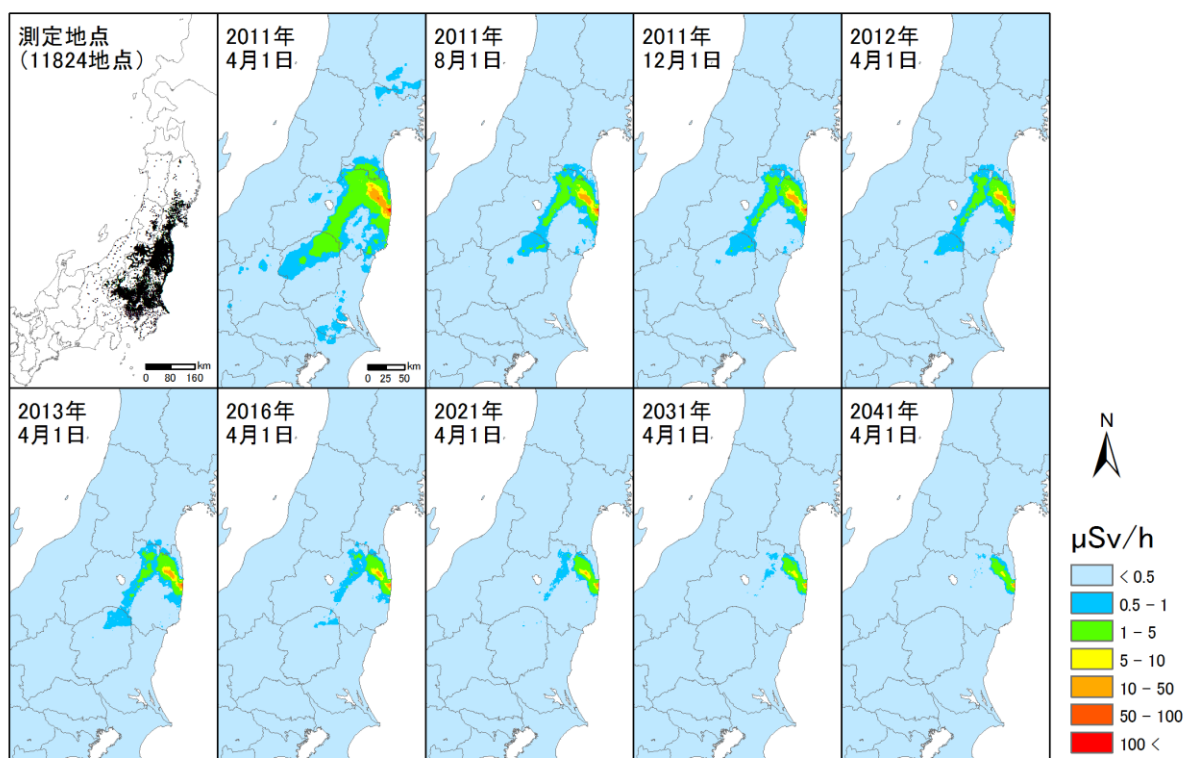 測定地点
（11824地点）
km
0 80 160
2011年
4月1日
km
0 25 50
2011年
8月1日
2011年
12月1日
2012年
4月1日
2013年
4月1日
2016年
4月1日
2021年
4月1日
2031年
4月1日
2041年
4月1日
N
μSv/h
< 0.5
0.5 – 1
1 – 5
5 – 10
10 – 50
50 – 100
100 <